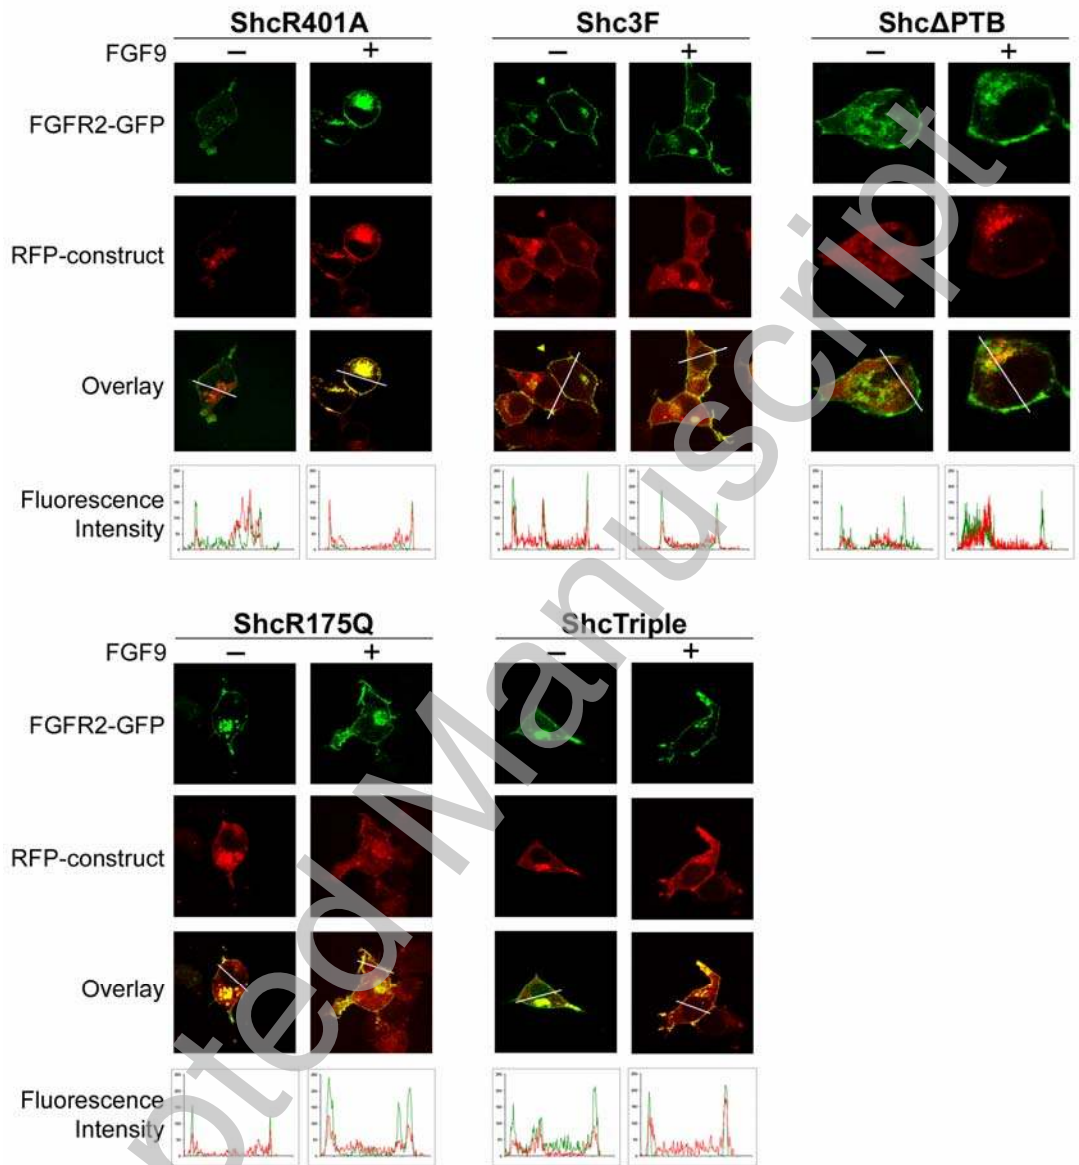 ShcR401A Shc3F ShcΔPTB
FGF9 – + – + – +
FGFR2-GFP
RFP-construct
Overlay
Fluorescence
Intensity
ShcR175Q ShcTriple
FGF9 – + – +
FGFR2-GFP
RFP-construct
Overlay
Fluorescence
Intensity
pted Manuscript